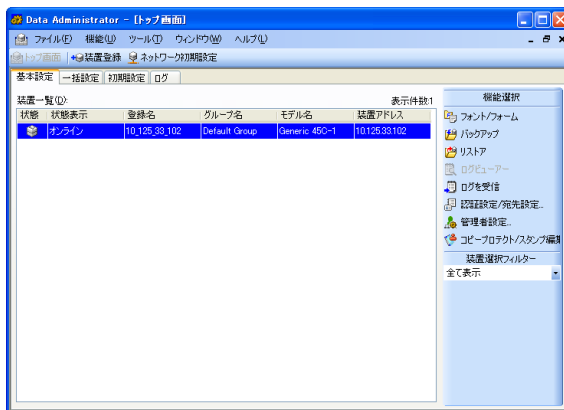 Data Administrator - [トップ画面]
ファイル(F) 機能(U) ツール(T) ウィンドウ(W) ヘルプ(L)
トップ画面 装置登録 ネットワーク初期設定
基本設定 一括設定 初期設定 ログ
装置一覧(D): 表示件数:1
状態 状態表示 登録名 グループ名 モデル名 装置アドレス
オンライン 10_125_33_102 Default Group Generic 45C-1 10.125.33.102
機能選択
フォント/フォーム
バックアップ
リストア
ログビューアー
ログを受信
認証設定/宛先設定...
管理者設定...
コピープロテクト/スタンプ編集
装置選択フィルター
全て表示